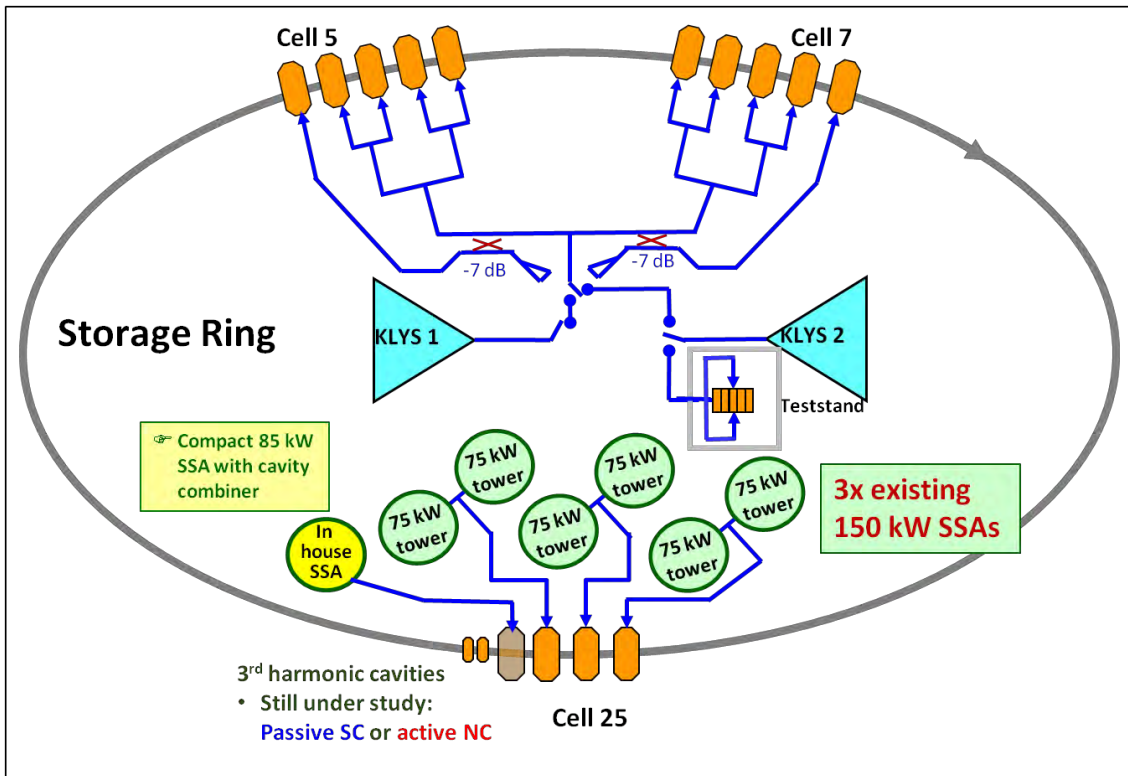 Cell 5
Cell 7
-7 dB
-7 dB
Storage Ring
KLYS 1
KLYS 2
Teststand
☞ Compact 85 kW
SSA with cavity
combiner
75 kW
tower
75 kW
tower
75 kW
tower
75 kW
tower
75 kW
tower
75 kW
tower
3x existing
150 kW SSAs
In
house
SSA
3rd harmonic cavities
• Still under study:
Passive SC or active NC
Cell 25